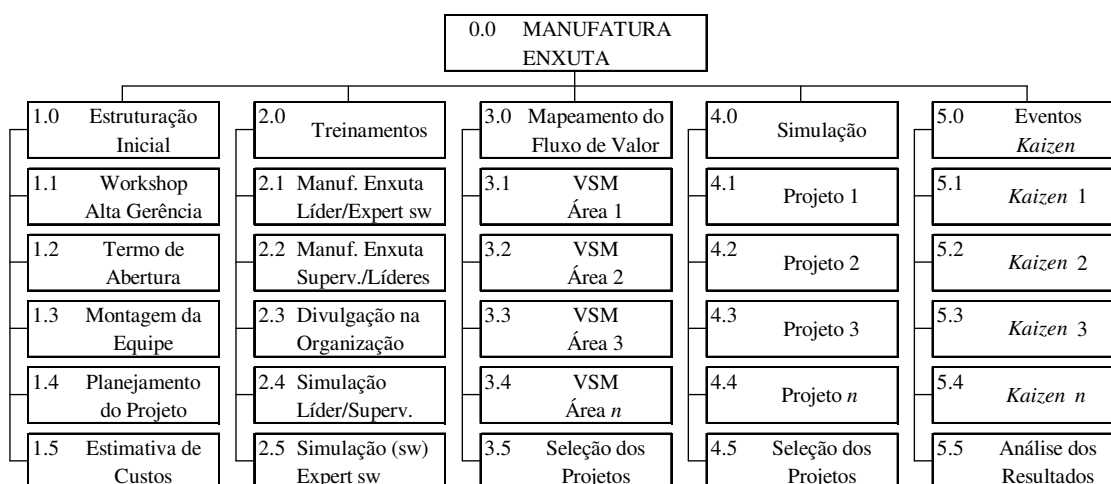 0.0 MANUFATURA
ENXUTA
1.0 Estruturação
Inicial
1.1 Workshop
Alta Gerência
1.2 Termo de
Abertura
1.3 Montagem da
Equipe
1.4 Planejamento
do Projeto
1.5 Estimativa de
Custos
2.0
Treinamentos
2.1 Manuf. Enxuta
Líder/Expert sw
2.2 Manuf. Enxuta
Superv./Líderes
2.3 Divulgação na
Organização
2.4 Simulação
Líder/Superv.
2.5 Simulação (sw)
Expert sw
3.0 Mapeamento do
Fluxo de Valor
3.1 VSM
Área 1
3.2 VSM
Área 2
3.3 VSM
Área 3
3.4 VSM
Área n
3.5 Seleção dos
Projetos
4.0
Simulação
4.1
Projeto 1
4.2
Projeto 2
4.3
Projeto 3
4.4
Projeto n
4.5 Seleção dos
Projetos
5.0 Eventos
Kaizen
5.1
Kaizen 1
5.2
Kaizen 2
5.3
Kaizen 3
5.4
Kaizen n
5.5 Análise dos
Resultados